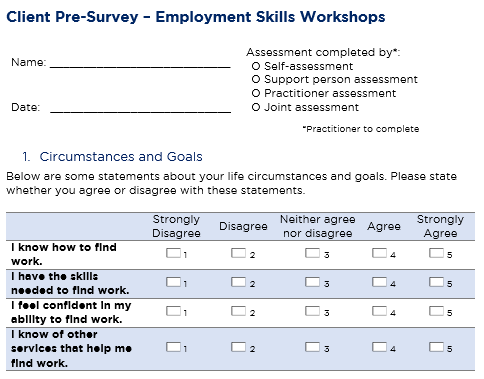 Client Pre-Survey – Employment Skills Workshops
Name: ______________________________
Date: ______________________________
Assessment completed by*:
O Self-assessment
O Support person assessment
O Practitioner assessment
O Joint assessment
*Practitioner to complete
1. Circumstances and Goals
Below are some statements about your life circumstances and goals. Please state
whether you agree or disagree with these statements.
Strongly Disagree Disagree Neither agree nor disagree Agree Strongly Agree
I know how to find
work. 1 2 3 4 5
I have the skills
needed to find work. 1 2 3 4 5
I feel confident in my
ability to find work. 1 2 3 4 5
I know of other
services that help me
find work. 1 2 3 4 5